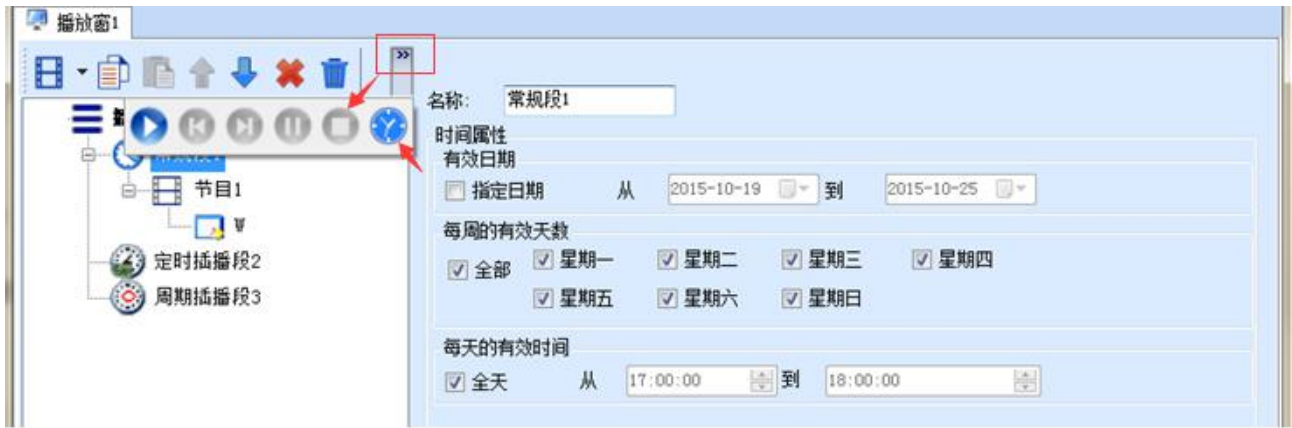 播放窗1
名称: 常规段1
时间属性
有效日期
指定日期 从 2015-10-19 到 2015-10-25
每周的有效天数
全部 星期一 星期二 星期三 星期四
星期五 星期六 星期日
每天的有效时间
全天 从 17:00:00 到 18:00:00
节目1
W
定时插播段2
周期插播段3